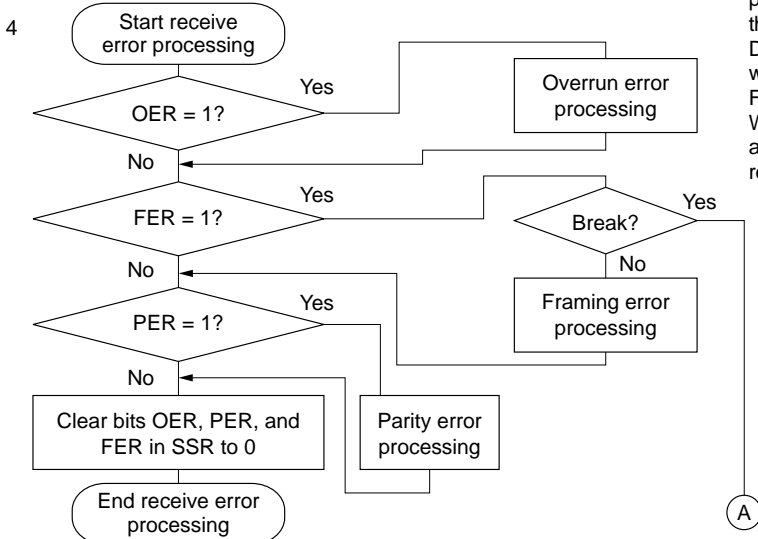 4
Start receive
error processing
Yes
OER = 1?
Overrun error
processing
No
Yes
FER = 1?
Break?
Yes
No
No
Framing error
processing
Yes
PER = 1?
No
Clear bits OER, PER, and
FER in SSR to 0
Parity error
processing
End receive error
processing
A